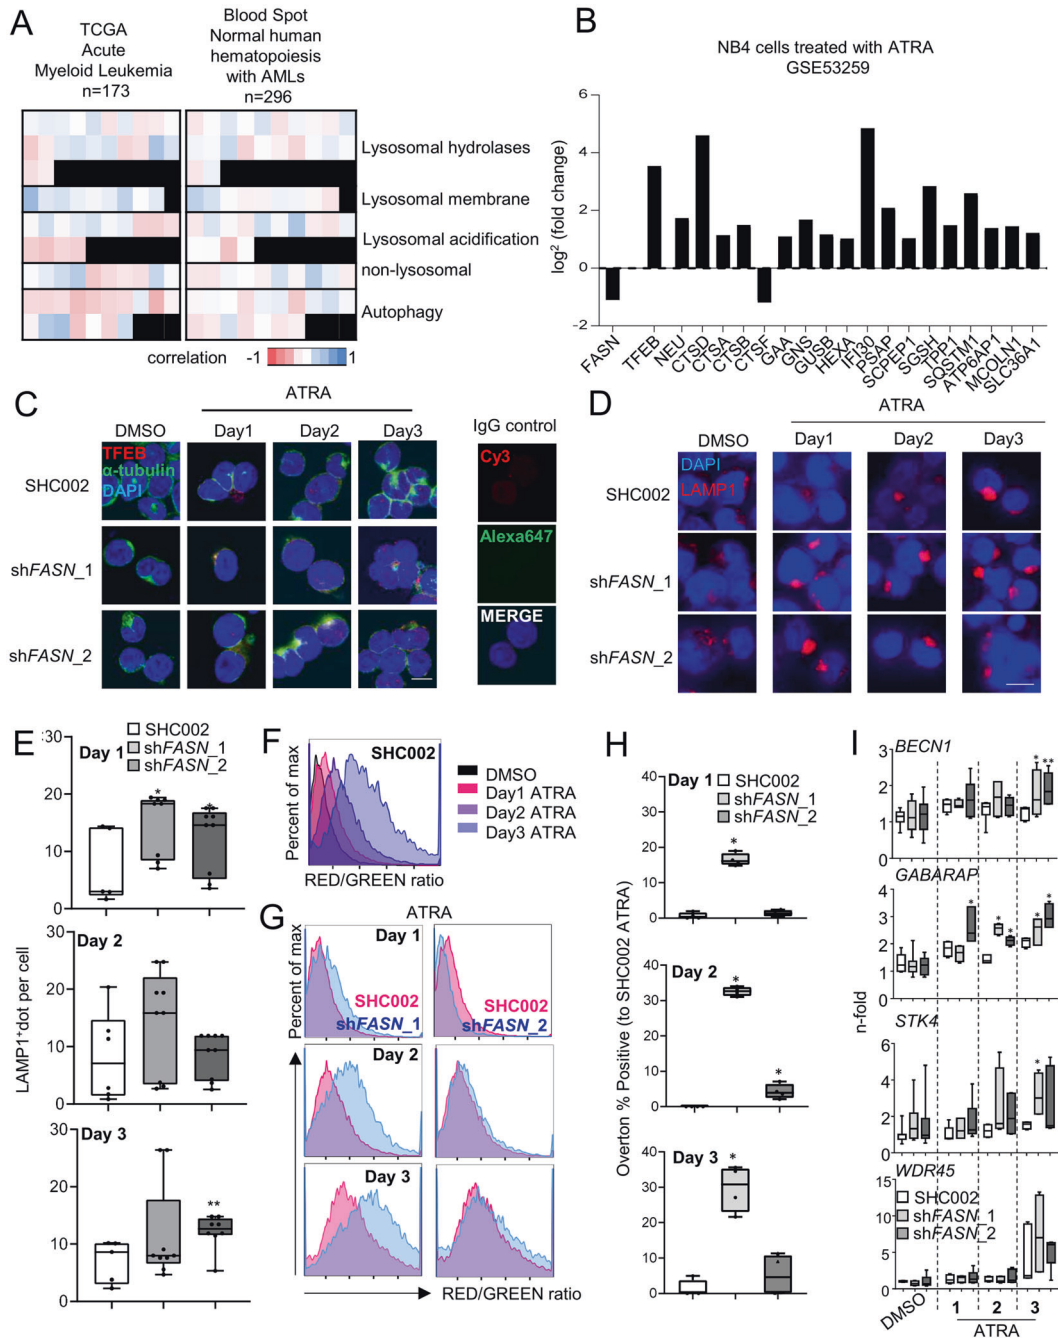 A
TCGA
Acute
Myeloid Leukemia
n=173
Blood Spot
Normal human
hematopoiesis
with AMLs
n=296
Lysosomal hydrolases
Lysosomal membrane
Lysosomal acidification
non-lysosomal
Autophagy
correlation -1 1
B
NB4 cells treated with ATRA
GSE53259
log² (fold change)
6
4
2
0
-2
FASN
TFEB
NEU
CTSD
CTSA
CTSB
CTSF
GAA
GNS
GUSB
HEXA
IFI30
PSAP
SCPEP1
SGSH
TPP1
SQSTM1
ATP6AP1
MCOLN1
SLC36A1
C
ATRA
DMSO Day1 Day2 Day3
IgG control
TFEB
α-tubulin
DAPI
Cy3
Alexa647
MERGE
SHC002
shFASN_1
shFASN_2
D
ATRA
DMSO Day1 Day2 Day3
DAPI
LAMP1
SHC002
shFASN_1
shFASN_2
E
LAMP1⁺dot per cell
Day 1
SHC002
shFASN_1
shFASN_2
30
20
10
0
* *
Day 2
30
20
10
0
Day 3
30
20
10
0
**
F
Percent of max
SHC002
RED/GREEN ratio
DMSO
Day1 ATRA
Day2 ATRA
Day3 ATRA
G
ATRA
Percent of max
Day 1
SHC002
shFASN_1
SHC002
shFASN_2
Day 2
Day 3
RED/GREEN ratio
H
Overton % Positive (to SHC002 ATRA)
Day 1
SHC002
shFASN_1
shFASN_2
40
30
20
10
0
*
Day 2
40
30
20
10
0
* *
Day 3
40
30
20
10
0
*
I
n-fold
BECN1
3
2
1
0
* **
GABARAP
4
3
2
1
0
* * * * *
STK4
6
4
2
0
*
WDR45
SHC002
shFASN_1
shFASN_2
15
10
5
0
DMSO 1 2 3
ATRA